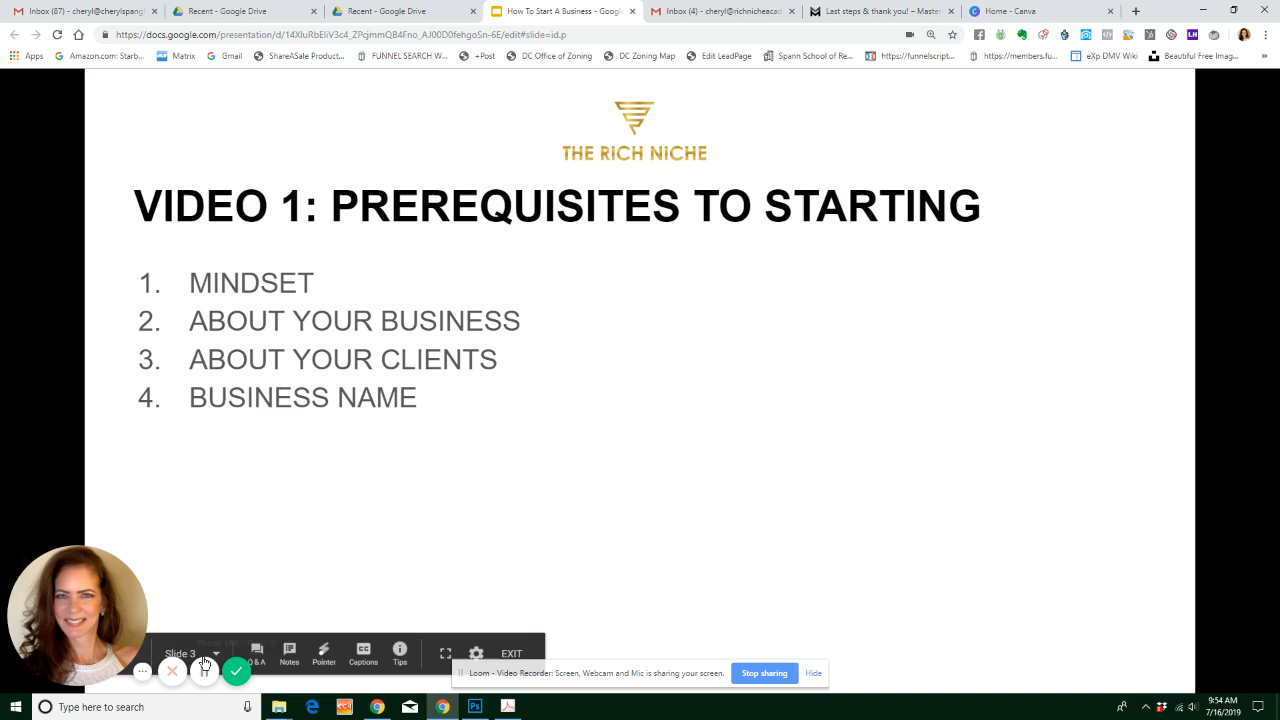 Inbox (87) - cheryl@cherylspangl
Recent - Google Drive
Recent - Google Drive
How To Start A Business - Googl
Inbox (4) - cheryl@richnicheacad
Last steps & thank you! - Master
Home - Canva
https://docs.google.com/presentation/d/14XluRbEliV3c4_ZPqjmmQB4Fno_AJ00D0fehgoSn-6E/edit#slide=id.p
Apps
Amazon.com: Starb...
Matrix
Gmail
ShareASale Product...
FUNNEL SEARCH W...
+Post
DC Office of Zoning
DC Zoning Map
Edit LeadPage
Spann School of Re...
https://funnelscript...
https://members.fu...
eXp DMV Wiki
Beautiful Free Imag...
THE RICH NICHE
VIDEO 1: PREREQUISITES TO STARTING
1. MINDSET
2. ABOUT YOUR BUSINESS
3. ABOUT YOUR CLIENTS
4. BUSINESS NAME
Slide 3
Q & A
Notes
Pointer
Captions
Tips
EXIT
Loom - Video Recorder: Screen, Webcam and Mic is sharing your screen.
Stop sharing
Hide
Type here to search
9:54 AM
7/16/2019